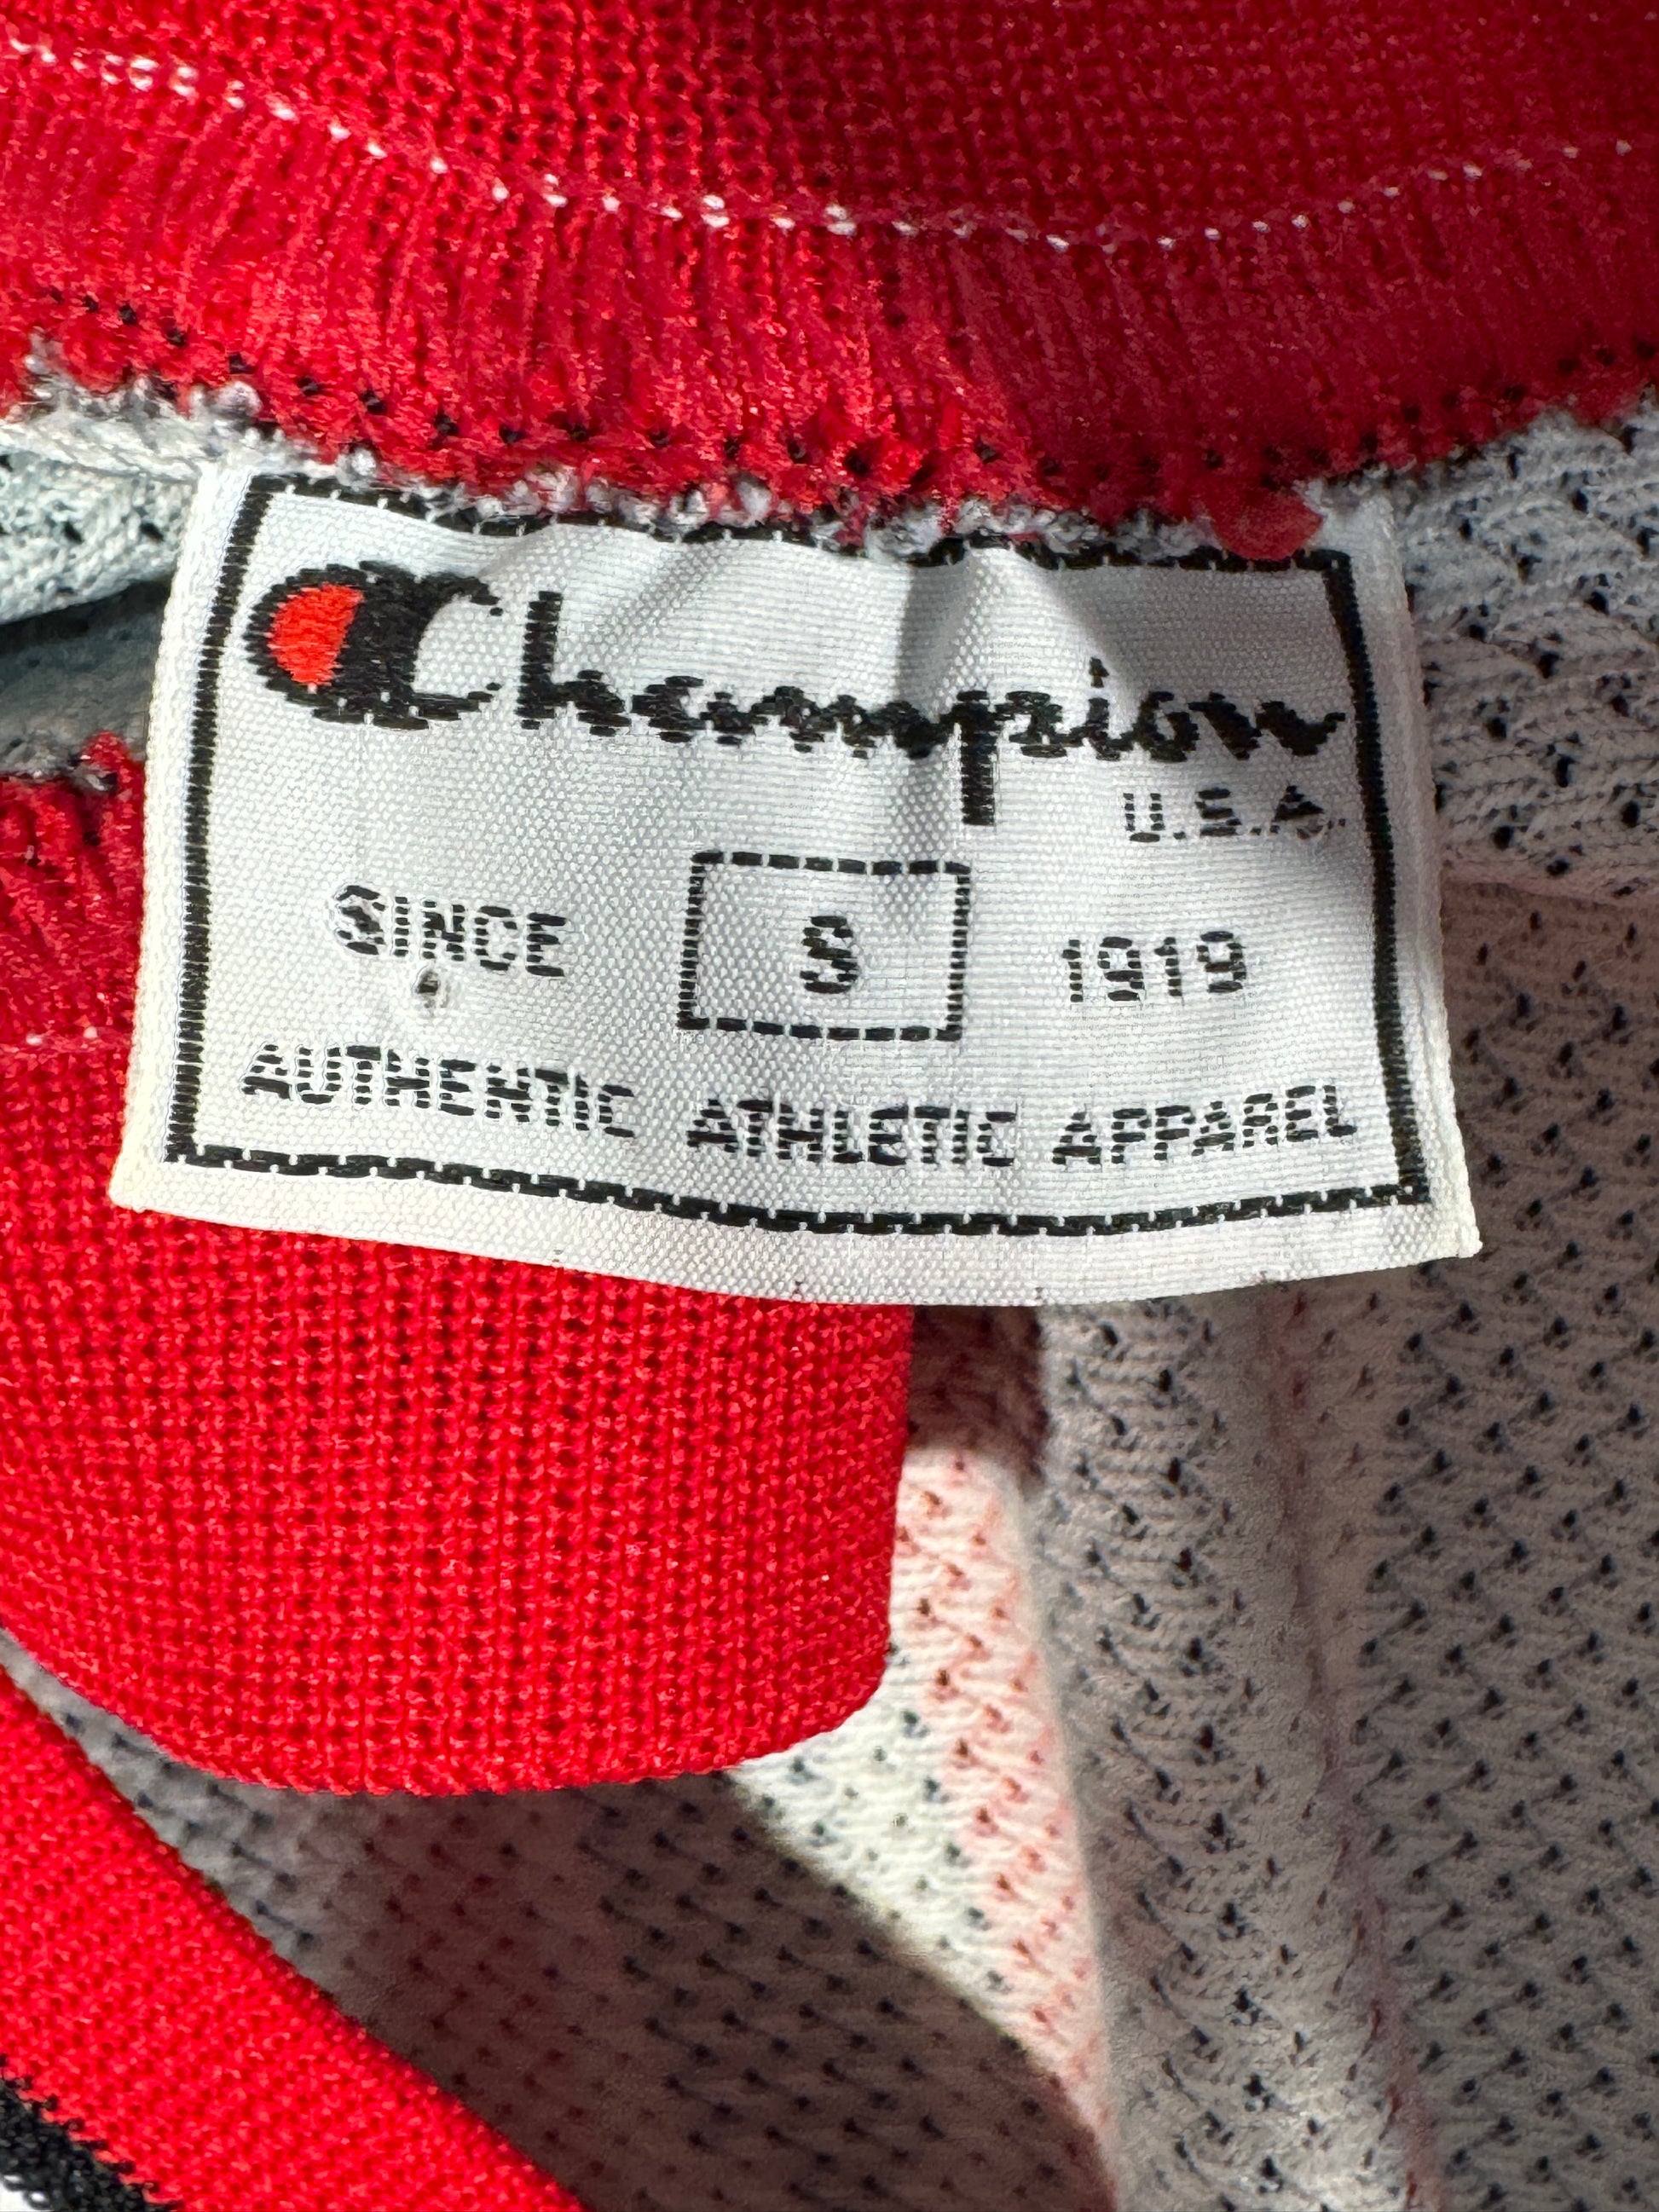 Champion
U.S.A.
SINCE S 1919
AUTHENTIC ATHLETIC APPAREL